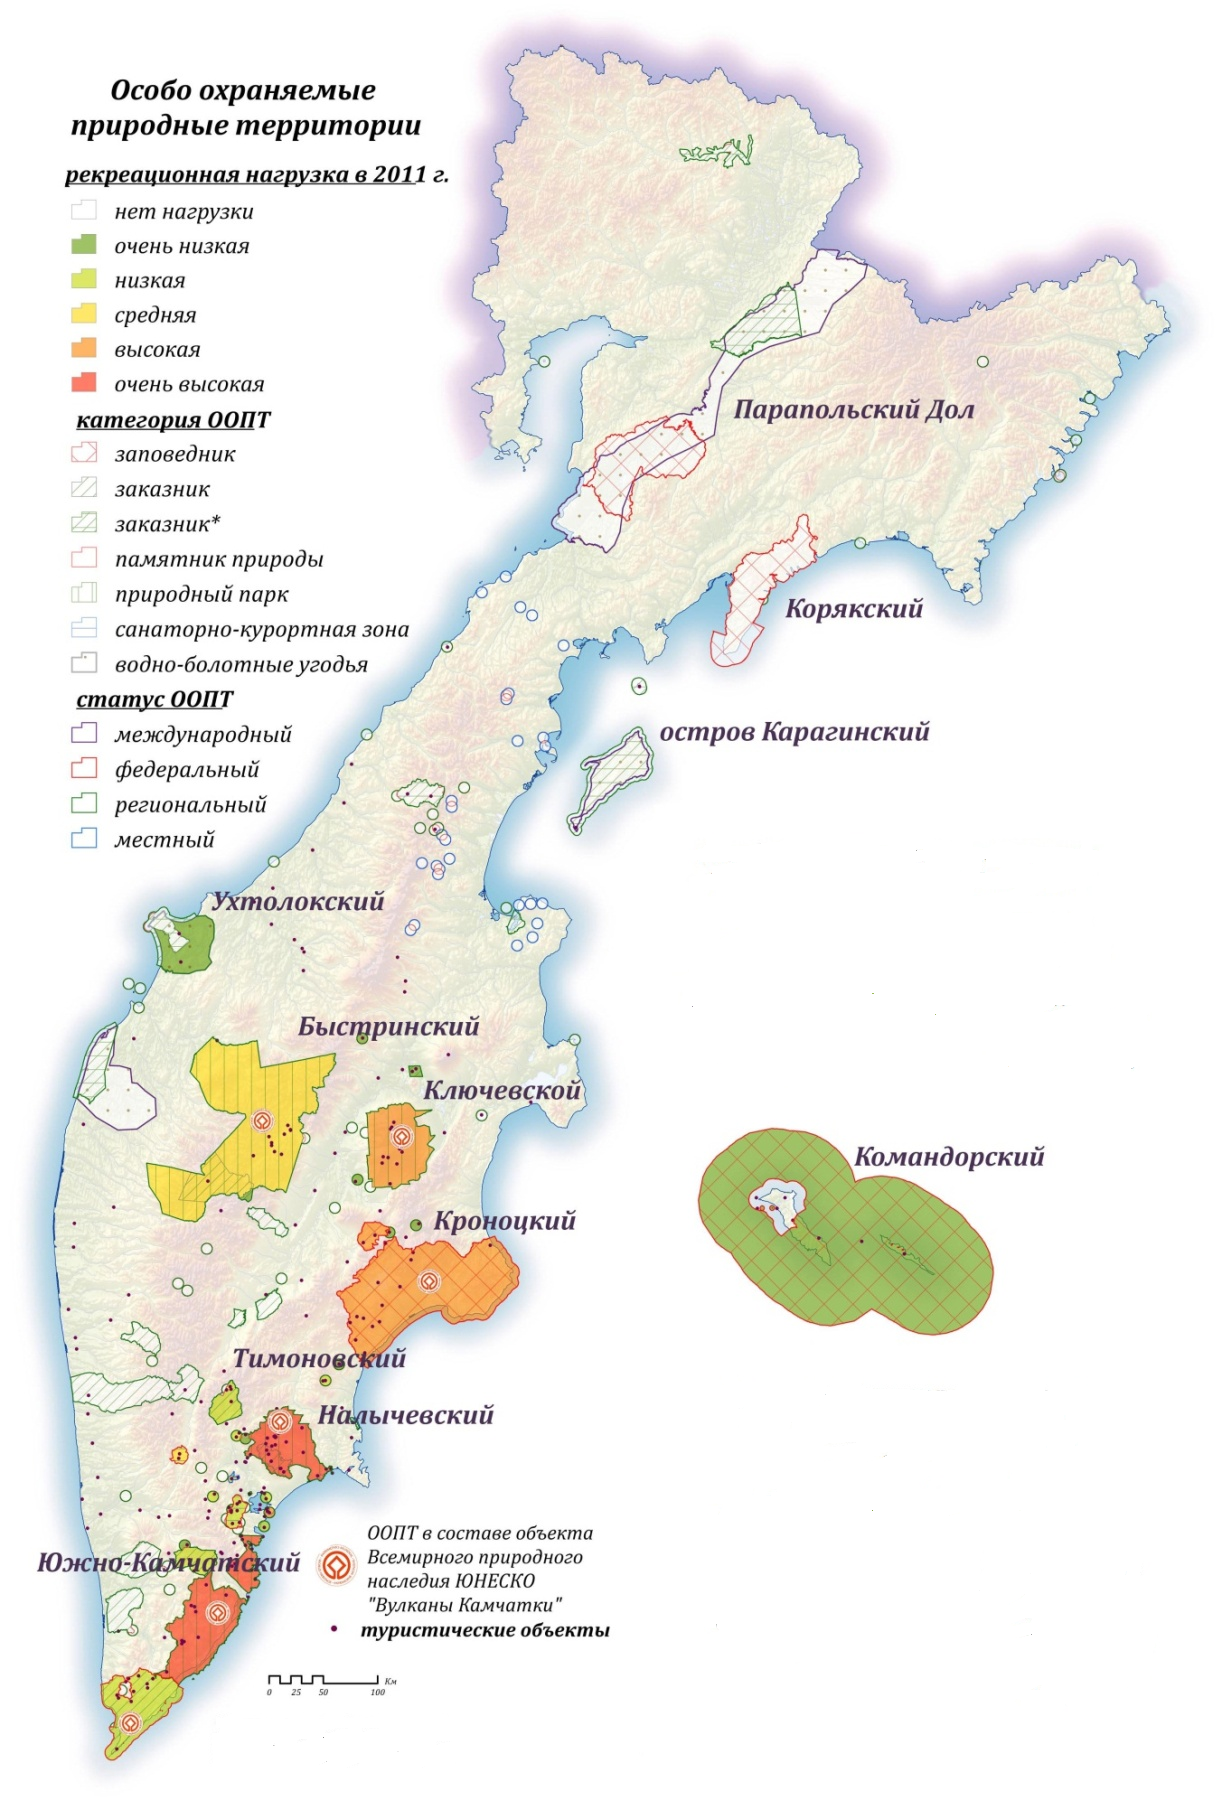 Особо охраняемые
природные территории
рекреационная нагрузка в 2011 г.
нет нагрузки
очень низкая
низкая
средняя
высокая
очень высокая
категория ООПТ
заповедник
заказник
заказник*
памятник природы
природный парк
санаторно-курортная зона
водно-болотные угодья
статус ООПТ
международный
федеральный
региональный
местный
Парапольский Дол
Корякский
остров Карагинский
Ухтолокский
Быстринский
Ключевской
Командорский
Кроноцкий
Тимоновский
Налычевский
Южно-Камчатский
ООПТ в составе объекта
Всемирного природного
наследия ЮНЕСКО
"Вулканы Камчатки"
туристические объекты
Км
0 25 50 100